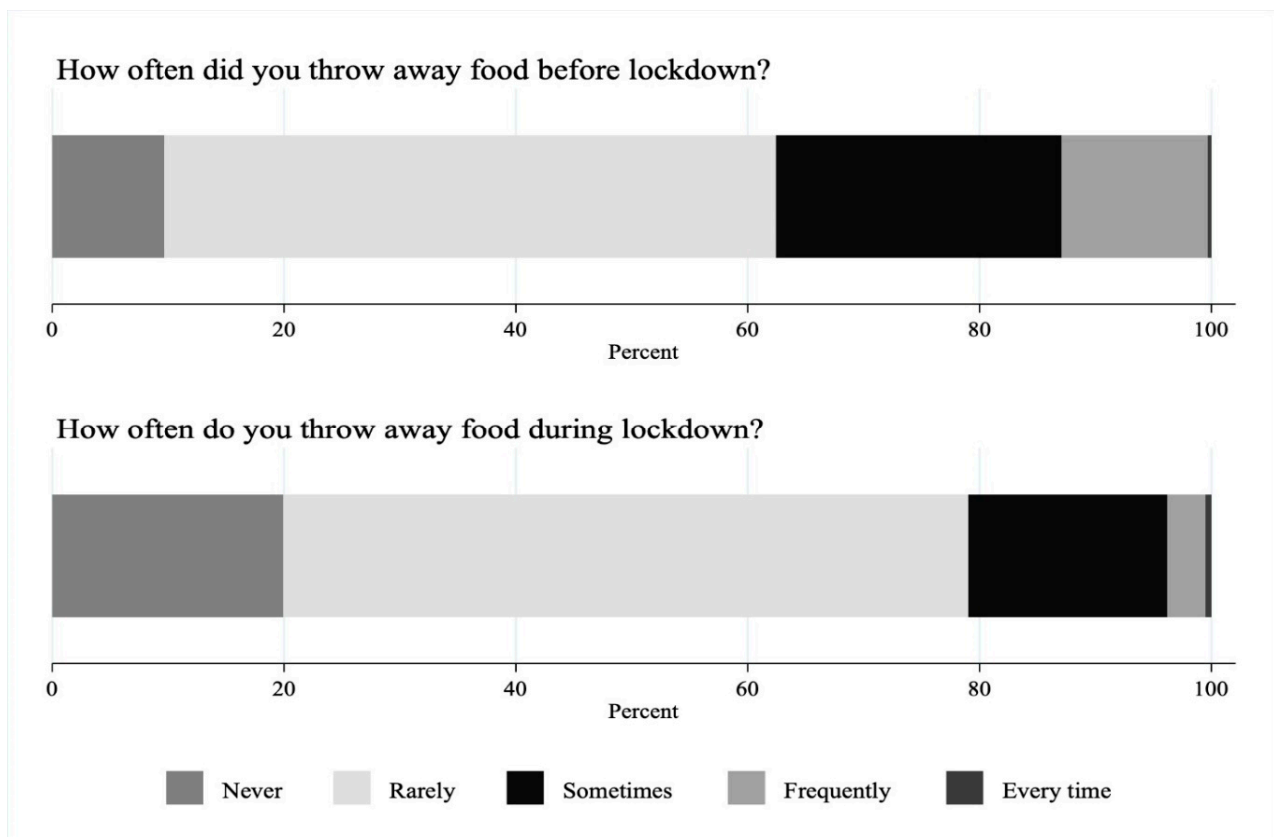 How often did you throw away food before lockdown?
0 20 40 60 80 100
Percent
How often do you throw away food during lockdown?
0 20 40 60 80 100
Percent
Never Rarely Sometimes Frequently Every time